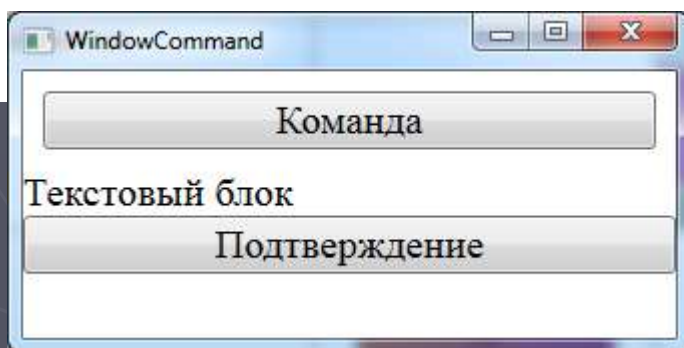 WindowCommand
Команда
Текстовый блок
Подтверждение